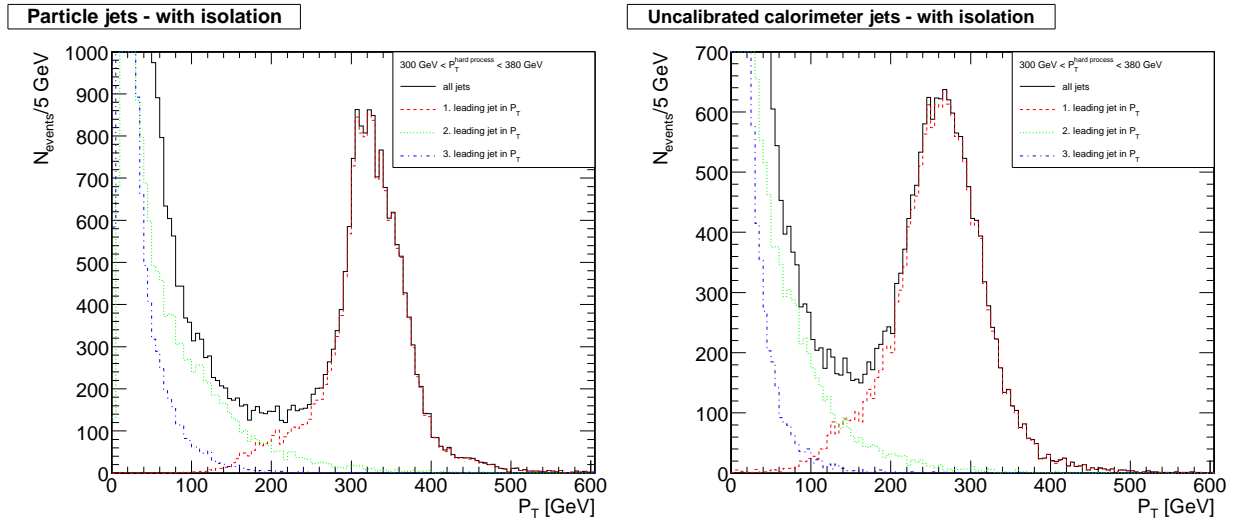 Particle jets - with isolation
N_events/5 GeV
1000
900
800
700
600
500
400
300
200
100
0
0 100 200 300 400 500 600
P_T [GeV]
300 GeV < P_T^hard process < 380 GeV
all jets
1. leading jet in P_T
2. leading jet in P_T
3. leading jet in P_T
Uncalibrated calorimeter jets - with isolation
N_events/5 GeV
700
600
500
400
300
200
100
0
0 100 200 300 400 500 600
P_T [GeV]
300 GeV < P_T^hard process < 380 GeV
all jets
1. leading jet in P_T
2. leading jet in P_T
3. leading jet in P_T